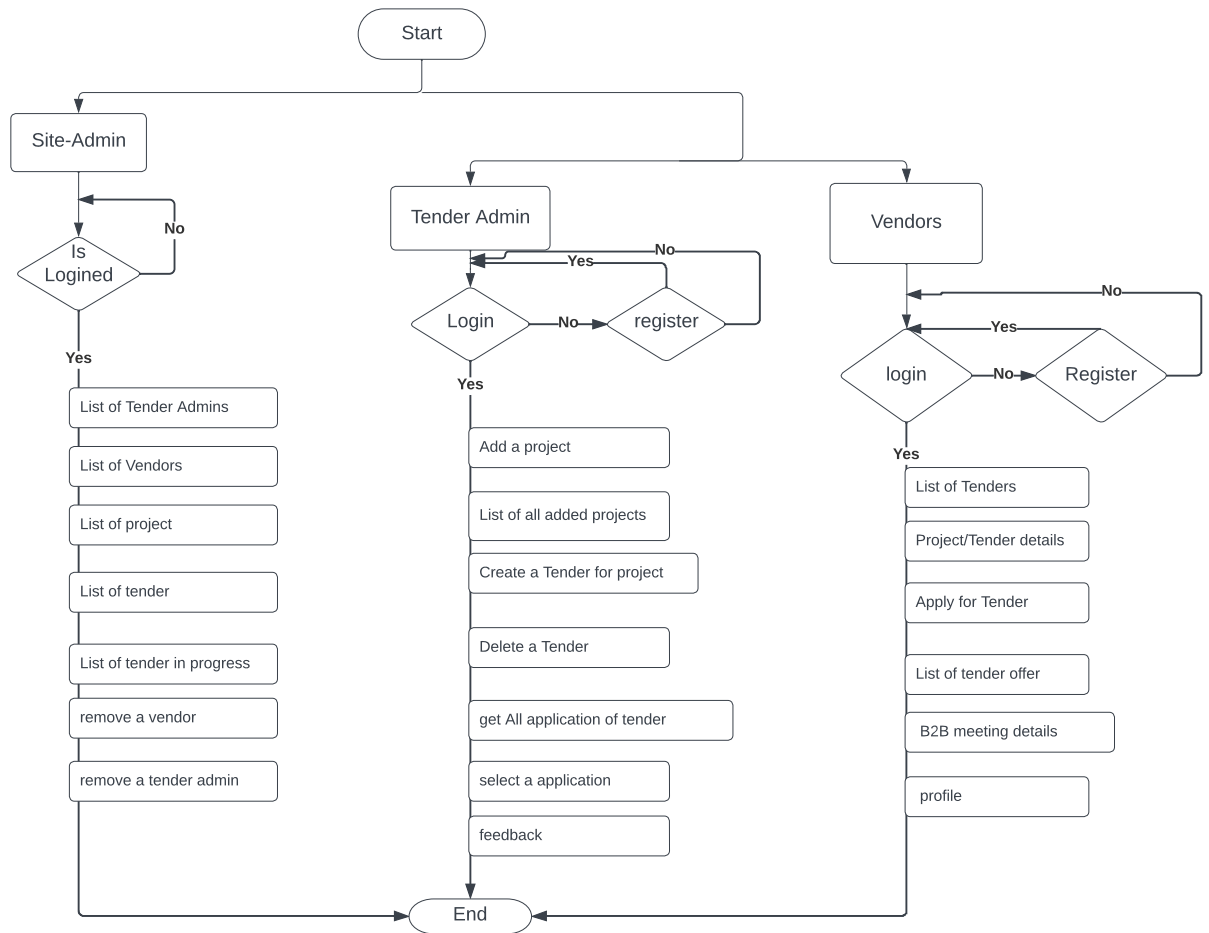 Start
Site-Admin
No
Is
Logined
Yes
List of Tender Admins
List of Vendors
List of project
List of tender
List of tender in progress
remove a vendor
remove a tender admin
Tender Admin
No
Yes
Login
No
register
Yes
Add a project
List of all added projects
Create a Tender for project
Delete a Tender
get All application of tender
select a application
feedback
Vendors
No
Yes
login
No
Register
Yes
List of Tenders
Project/Tender details
Apply for Tender
List of tender offer
B2B meeting details
profile
End